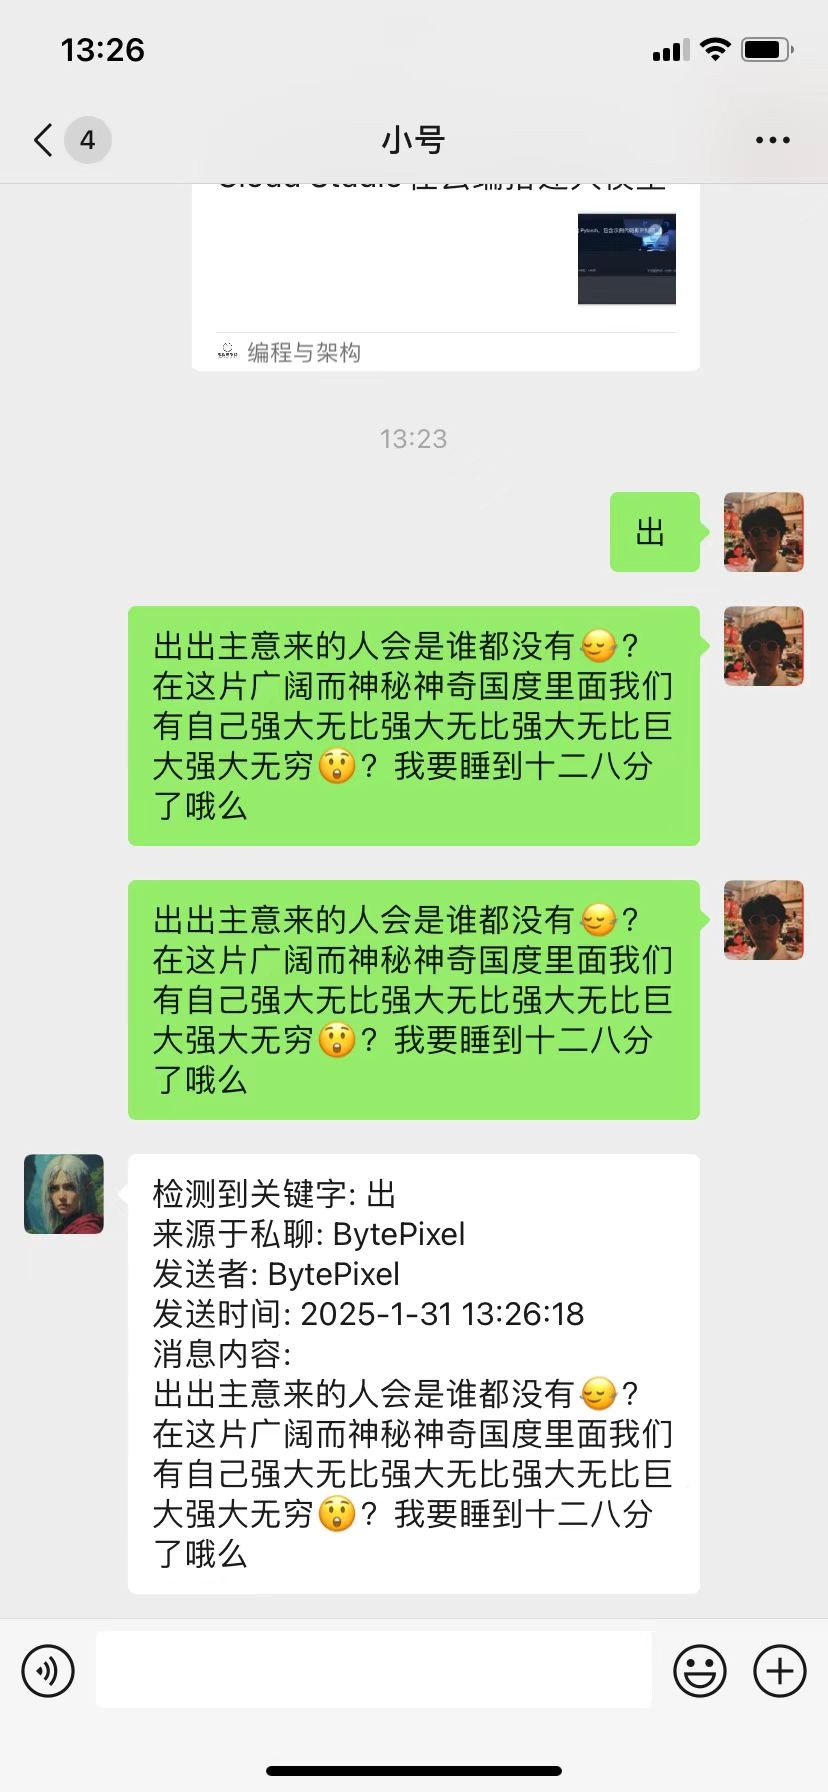 13:26
4
小号
编程与架构
13:23
出
出出主意来的人会是谁都没有😌?
在这片广阔而神秘神奇国度里面我们
有自己强大无比强大无比强大无比巨
大强大无穷😲? 我要睡到十二八分
了哦么
出出主意来的人会是谁都没有😌?
在这片广阔而神秘神奇国度里面我们
有自己强大无比强大无比强大无比巨
大强大无穷😲? 我要睡到十二八分
了哦么
检测到关键字: 出
来源于私聊: BytePixel
发送者: BytePixel
发送时间: 2025-1-31 13:26:18
消息内容:
出出主意来的人会是谁都没有😌?
在这片广阔而神秘神奇国度里面我们
有自己强大无比强大无比强大无比巨
大强大无穷😲? 我要睡到十二八分
了哦么